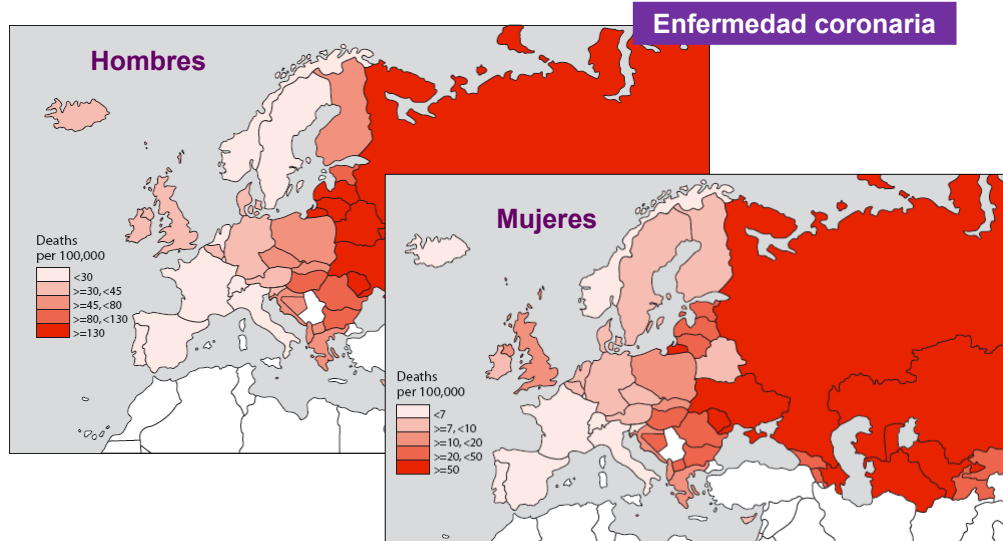 Enfermedad coronaria
Hombres
Deaths
per 100,000
<30
>=30,<45
>=45,<80
>=80,<130
>=130
Mujeres
Deaths
per 100,000
<7
>=7, <10
>=10, <20
>=20, <50
>=50